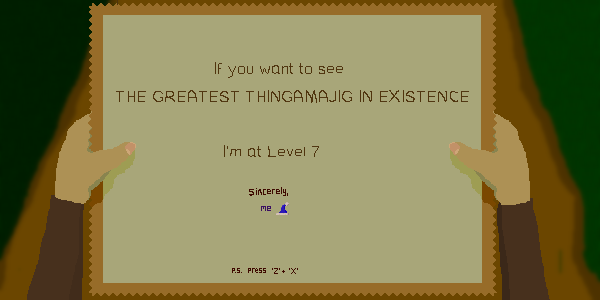 If you want to see
THE GREATEST THINGAMAJIG IN EXISTENCE
I'm at Level 7
Sincerely,
me
P.S. Press 'Z' + 'X'